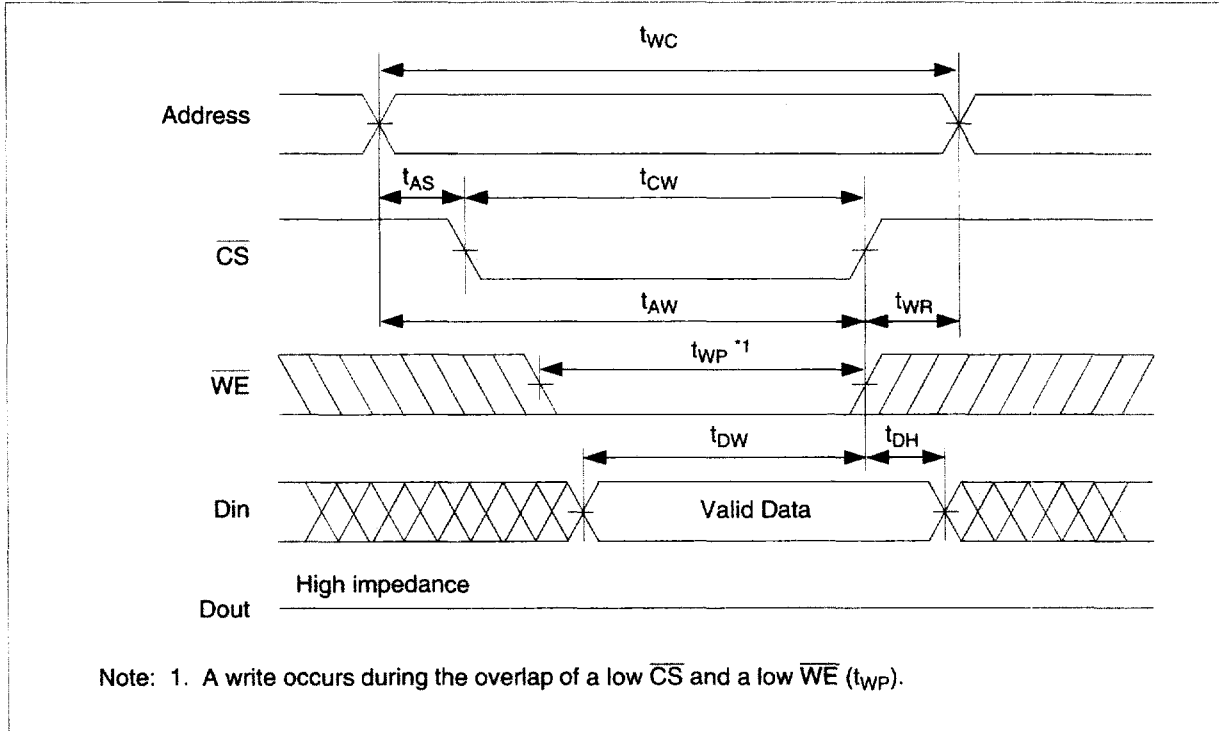 tWC
Address
tAS tCW
CS
tAW tWR
tWP *1
WE
tDW tDH
Din Valid Data
High impedance
Dout
Note: 1. A write occurs during the overlap of a low CS and a low WE (tWP).